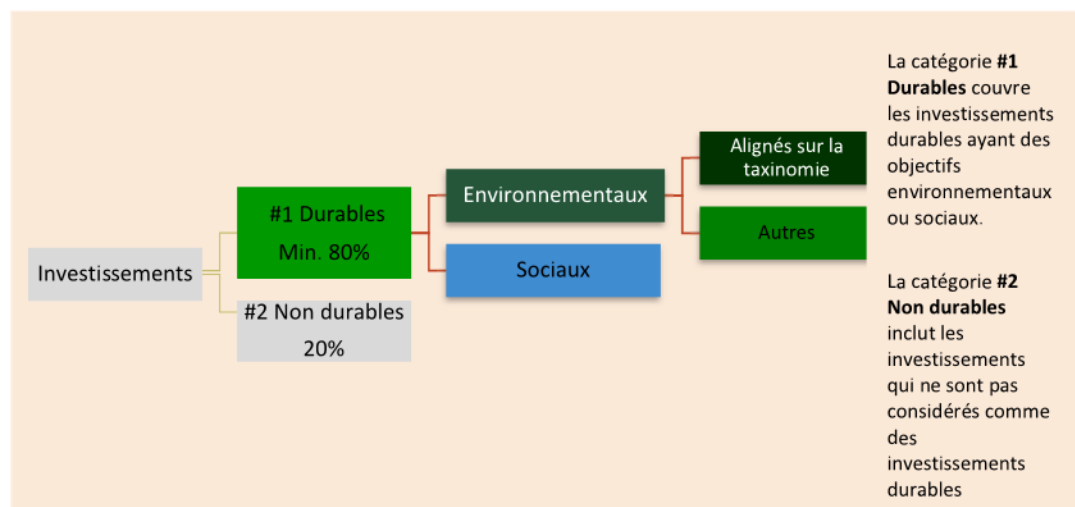 Investissements
#1 Durables
Min. 80%
#2 Non durables
20%
Environnementaux
Sociaux
Alignés sur la
taxinomie
Autres
La catégorie #1
Durables couvre
les investissements
durables ayant des
objectifs
environnementaux
ou sociaux.
La catégorie #2
Non durables
inclut les
investissements
qui ne sont pas
considérés comme
des
investissements
durables